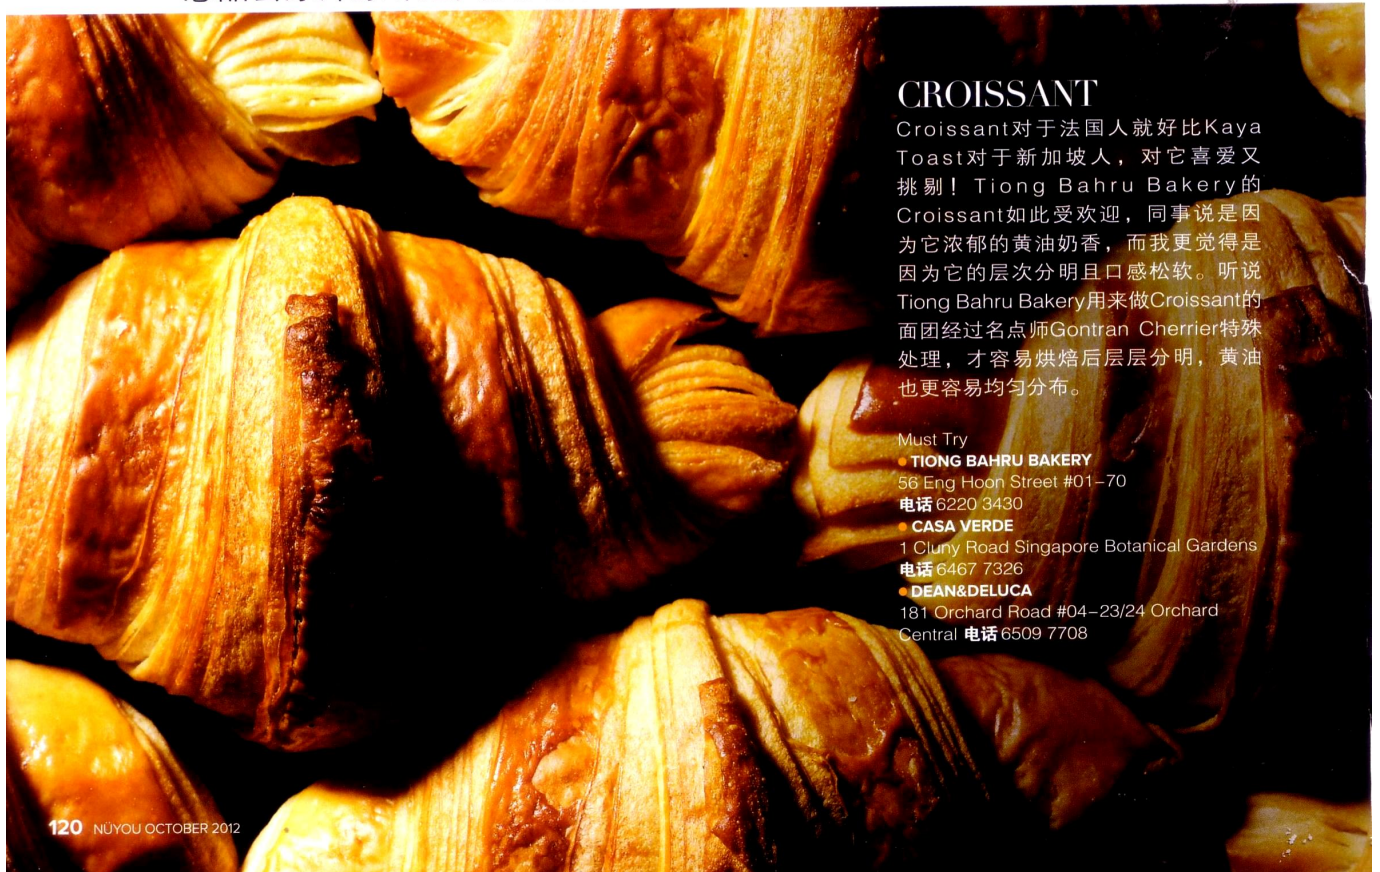 CROISSANT
Croissant对于法国人就好比Kaya
Toast对于新加坡人，对它喜爱又
挑剔！Tiong Bahru Bakery的
Croissant如此受欢迎，同事说是因
为它浓郁的黄油奶香，而我更觉得是
因为它的层次分明且口感松软。听说
Tiong Bahru Bakery用来做Croissant的
面团经过名点师Gontran Cherrier特殊
处理，才容易烘焙后层层分明，黄油
也更容易均匀分布。
Must Try
• TIONG BAHRU BAKERY
56 Eng Hoon Street #01–70
电话 6220 3430
• CASA VERDE
1 Cluny Road Singapore Botanical Gardens
电话 6467 7326
• DEAN&DELUCA
181 Orchard Road #04–23/24 Orchard
Central 电话 6509 7708
120 NÜYOU OCTOBER 2012